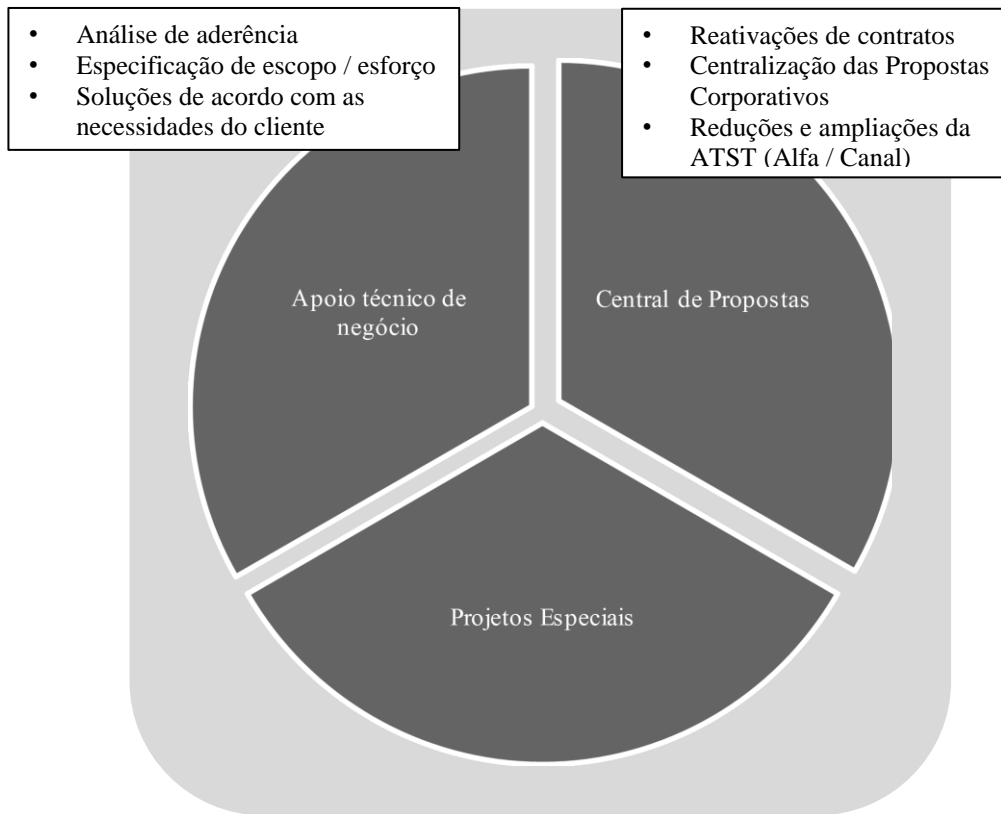 • Análise de aderência
• Especificação de escopo / esforço
• Soluções de acordo com as
necessidades do cliente
• Reativações de contratos
• Centralização das Propostas
Corporativos
• Reduções e ampliações da
ATST (Alfa / Canal)
Apoio técnico de
negócio
Central de Propostas
Projetos Especiais